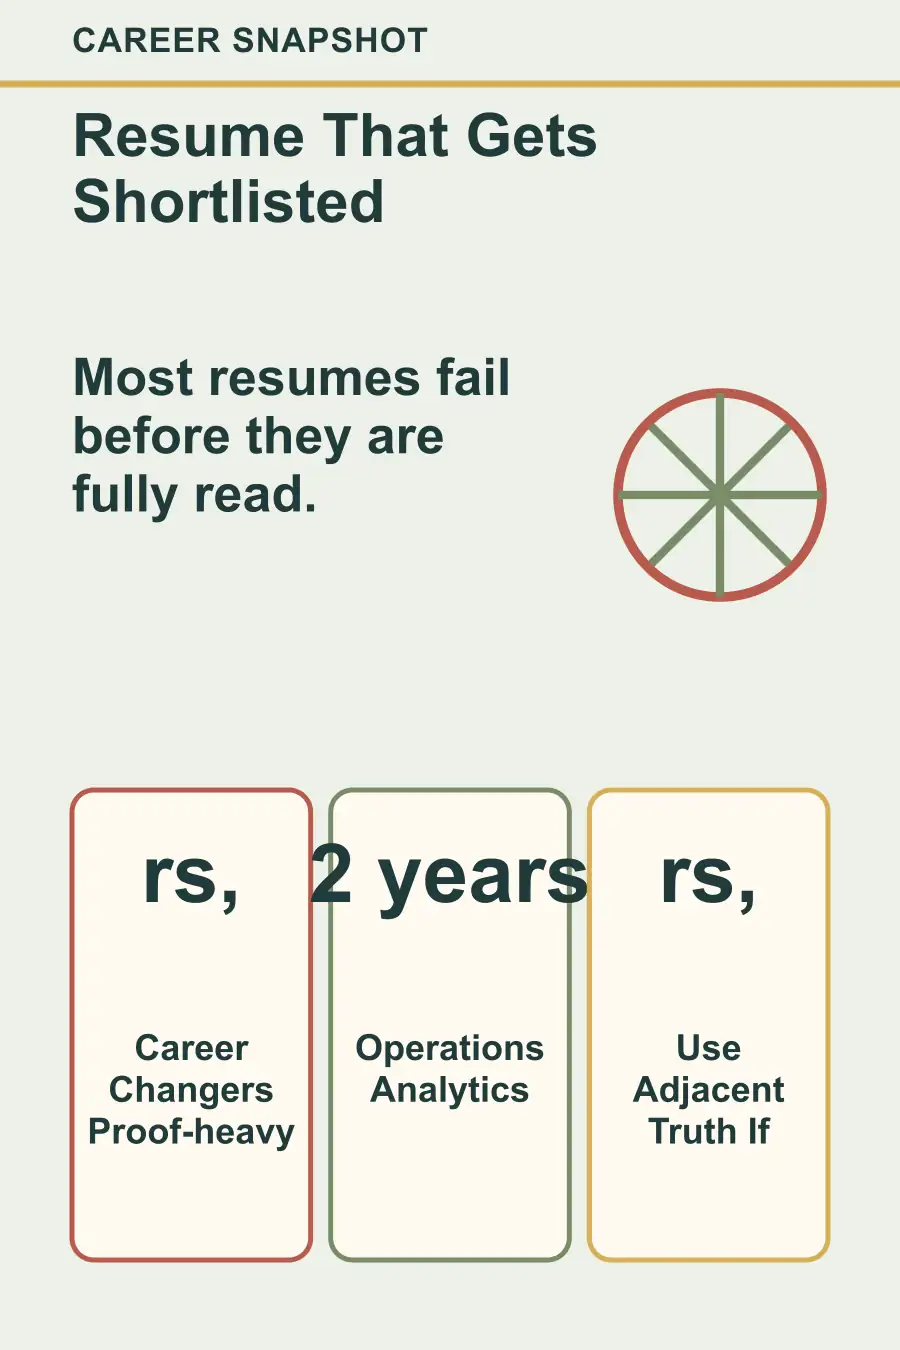 CAREER SNAPSHOT
Resume That Gets
Shortlisted
Most resumes fail
before they are
fully read.
rs,
2 years
rs,
Career
Changers
Proof-heavy
Operations
Analytics
Use
Adjacent
Truth If